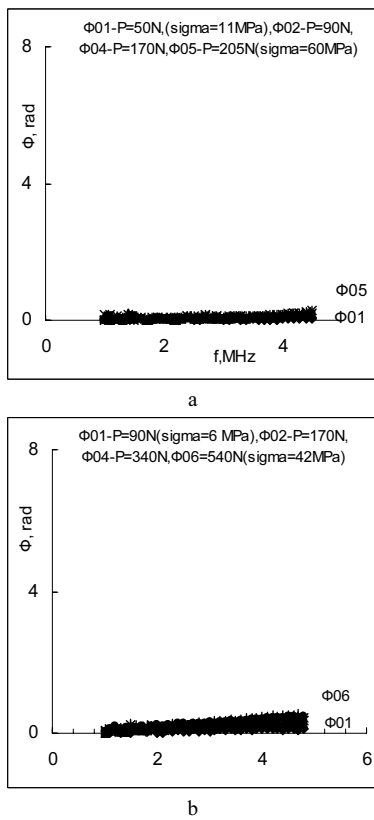 Φ01-P=50N,(sigma=11MPa),Φ02-P=90N,
Φ04-P=170N,Φ05-P=205N(sigma=60MPa)
8
Φ, rad
4
Φ05
0
Φ01
0
2
4
f,MHz
a
Φ01-P=90N(sigma=6 MPa),Φ02-P=170N,
Φ04-P=340N,Φ06=540N(sigma=42MPa)
8
Φ, rad
4
Φ06
0
Φ01
0
2
4
6
b